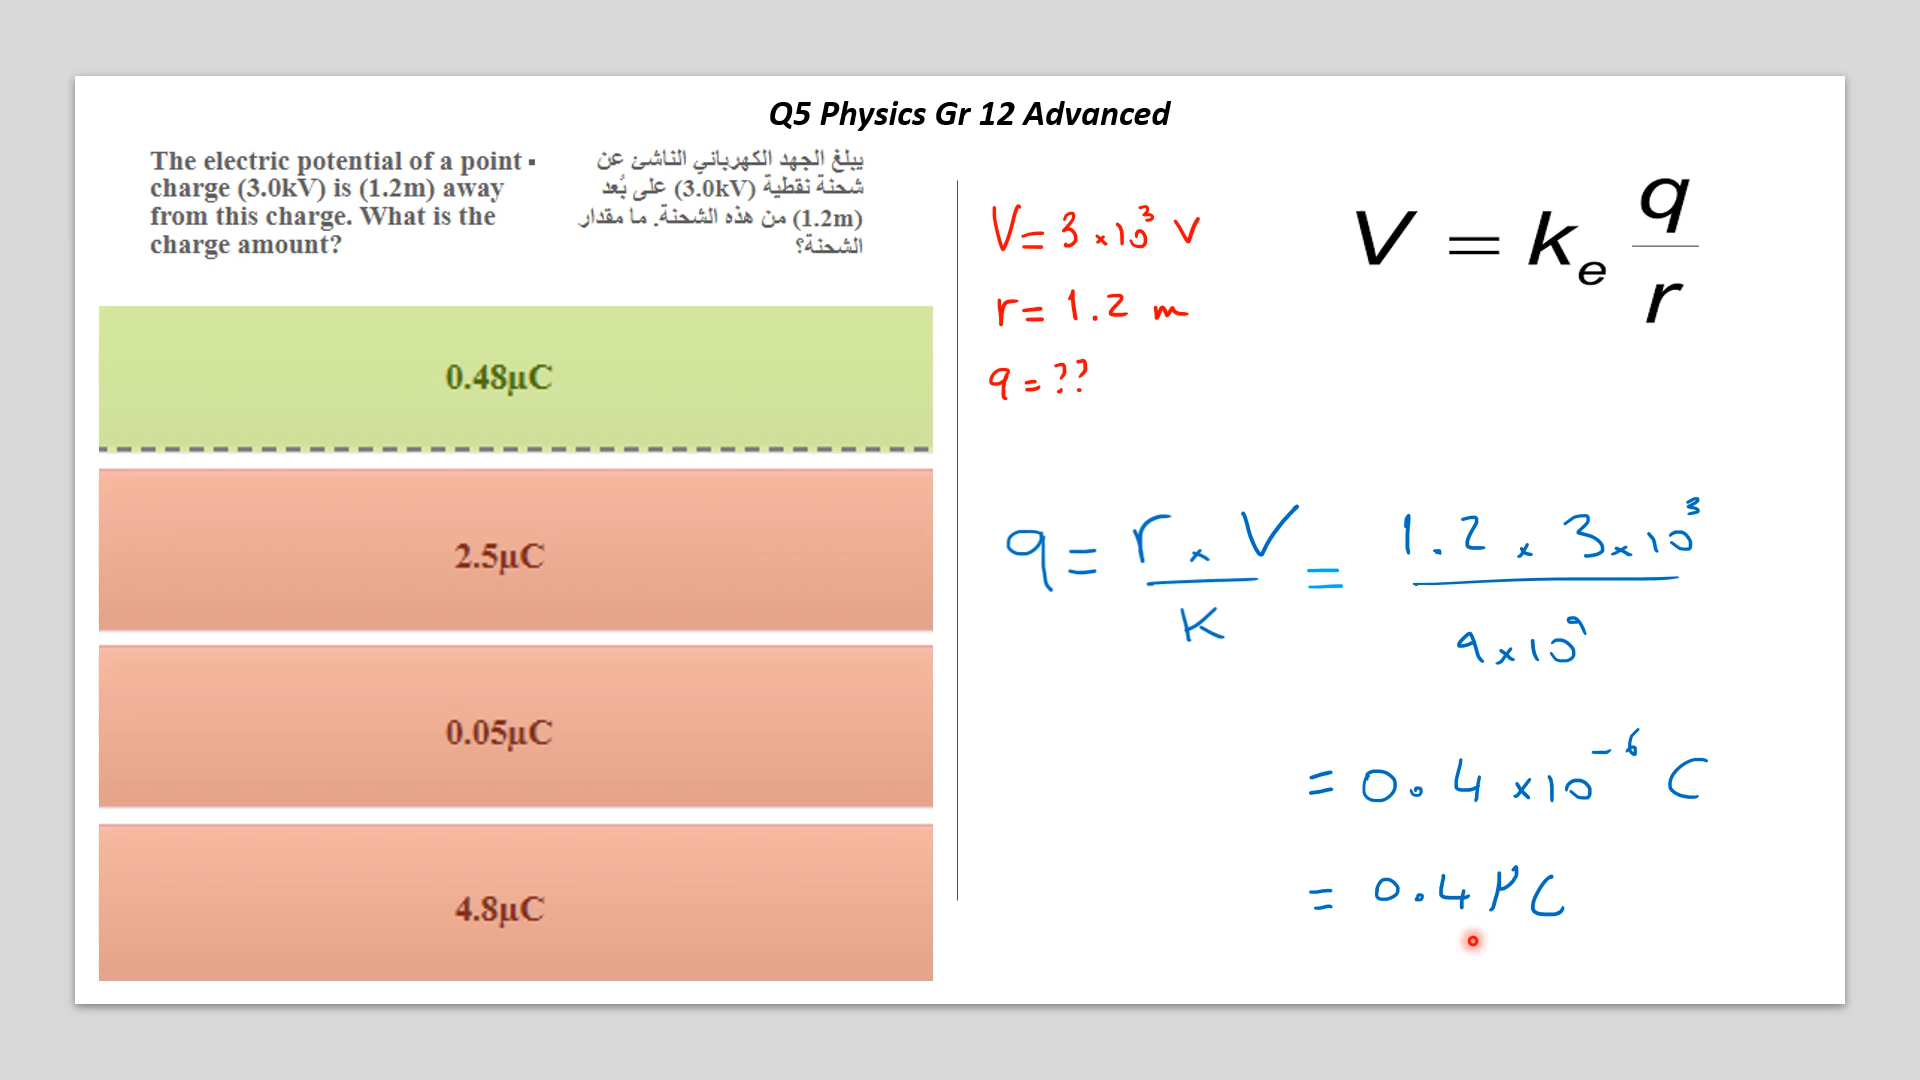 Q5 Physics Gr 12 Advanced
The electric potential of a point
charge (3.0kV) is (1.2m) away
from this charge. What is the
charge amount?
▪ يبلغ الجهد الكهربائي الناشئ عن
شحنة نقطية (3.0kV) على بُعد
(1.2m) من هذه الشحنة. ما مقدار
الشحنة؟
0.48µC
2.5µC
0.05µC
4.8µC
V = 3 × 10³ V
r = 1.2 m
q = ??
V = kₑ q/r
q = r × V / K = 1.2 × 3 × 10³ / 9 × 10⁹
= 0.4 × 10⁻⁶ C
= 0.4 µC